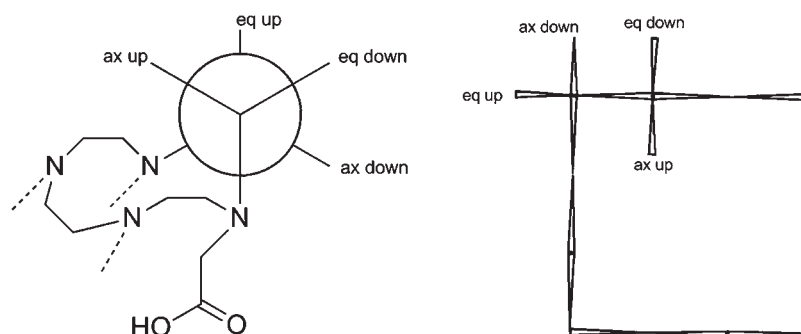 eq up
ax up
eq down
ax down
N
N
N
N
HO
O
ax down
eq down
eq up
ax up